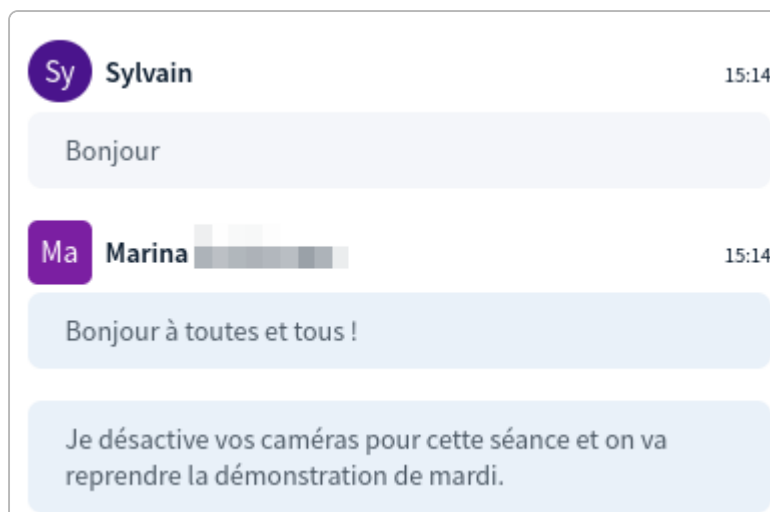 Sy Sylvain 15:14
Bonjour
Ma Marina 15:14
Bonjour à toutes et tous !
Je désactive vos caméras pour cette séance et on va
reprendre la démonstration de mardi.